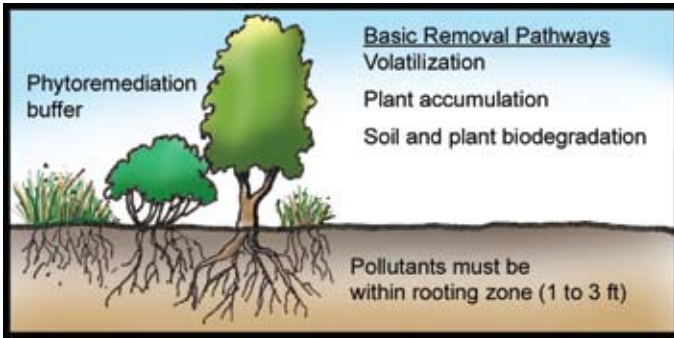 Phytoremediation
buffer
Basic Removal Pathways
Volatilization
Plant accumulation
Soil and plant biodegradation
Pollutants must be
within rooting zone (1 to 3 ft)